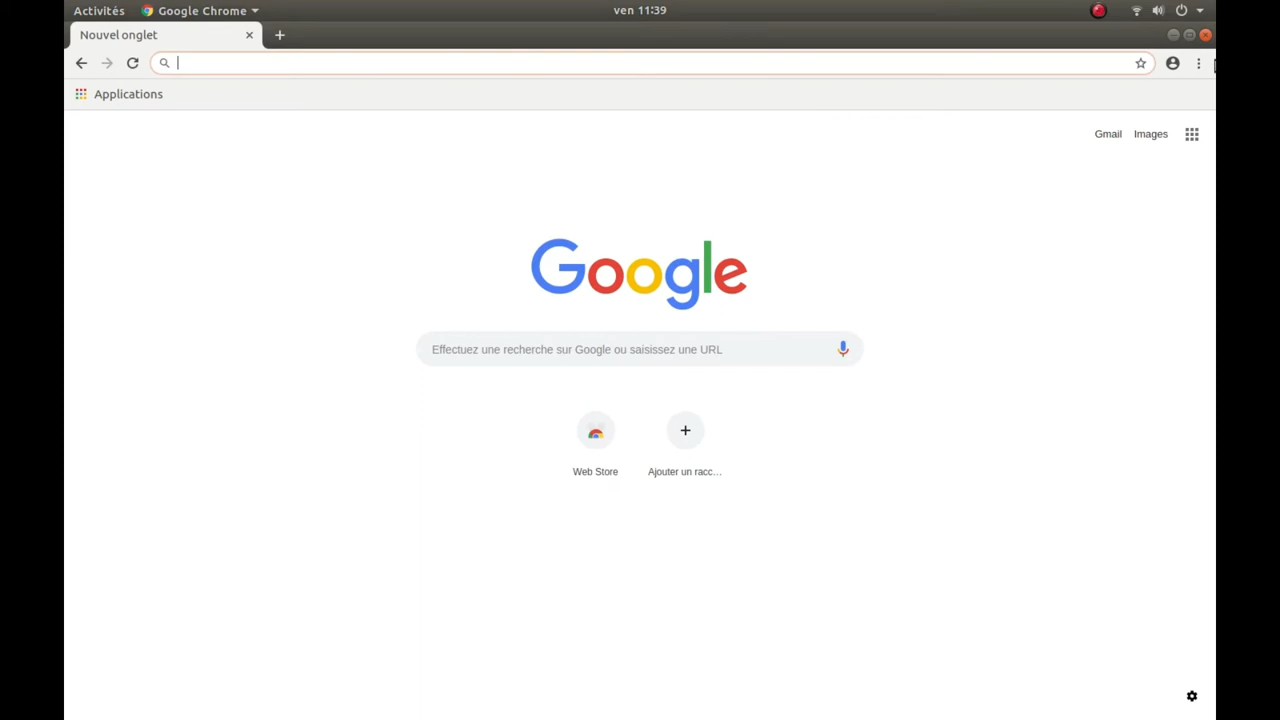 Activités Google Chrome ven 11:39
Nouvel onglet
Applications
Gmail Images
Google
Effectuez une recherche sur Google ou saisissez une URL
Web Store Ajouter un racc...